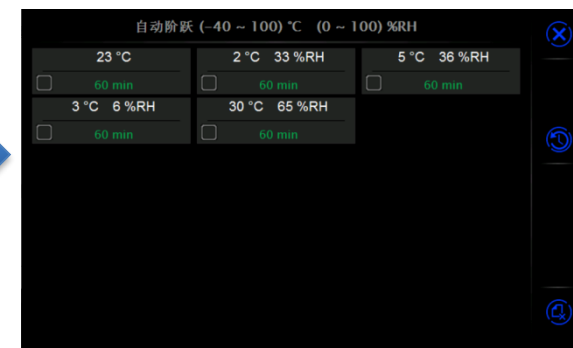 自动阶跃 (-40 ~ 100) °C (0 ~ 100) %RH
23 °C 2 °C 33 %RH 5 °C 36 %RH
60 min 60 min 60 min
3 °C 6 %RH 30 °C 65 %RH
60 min 60 min